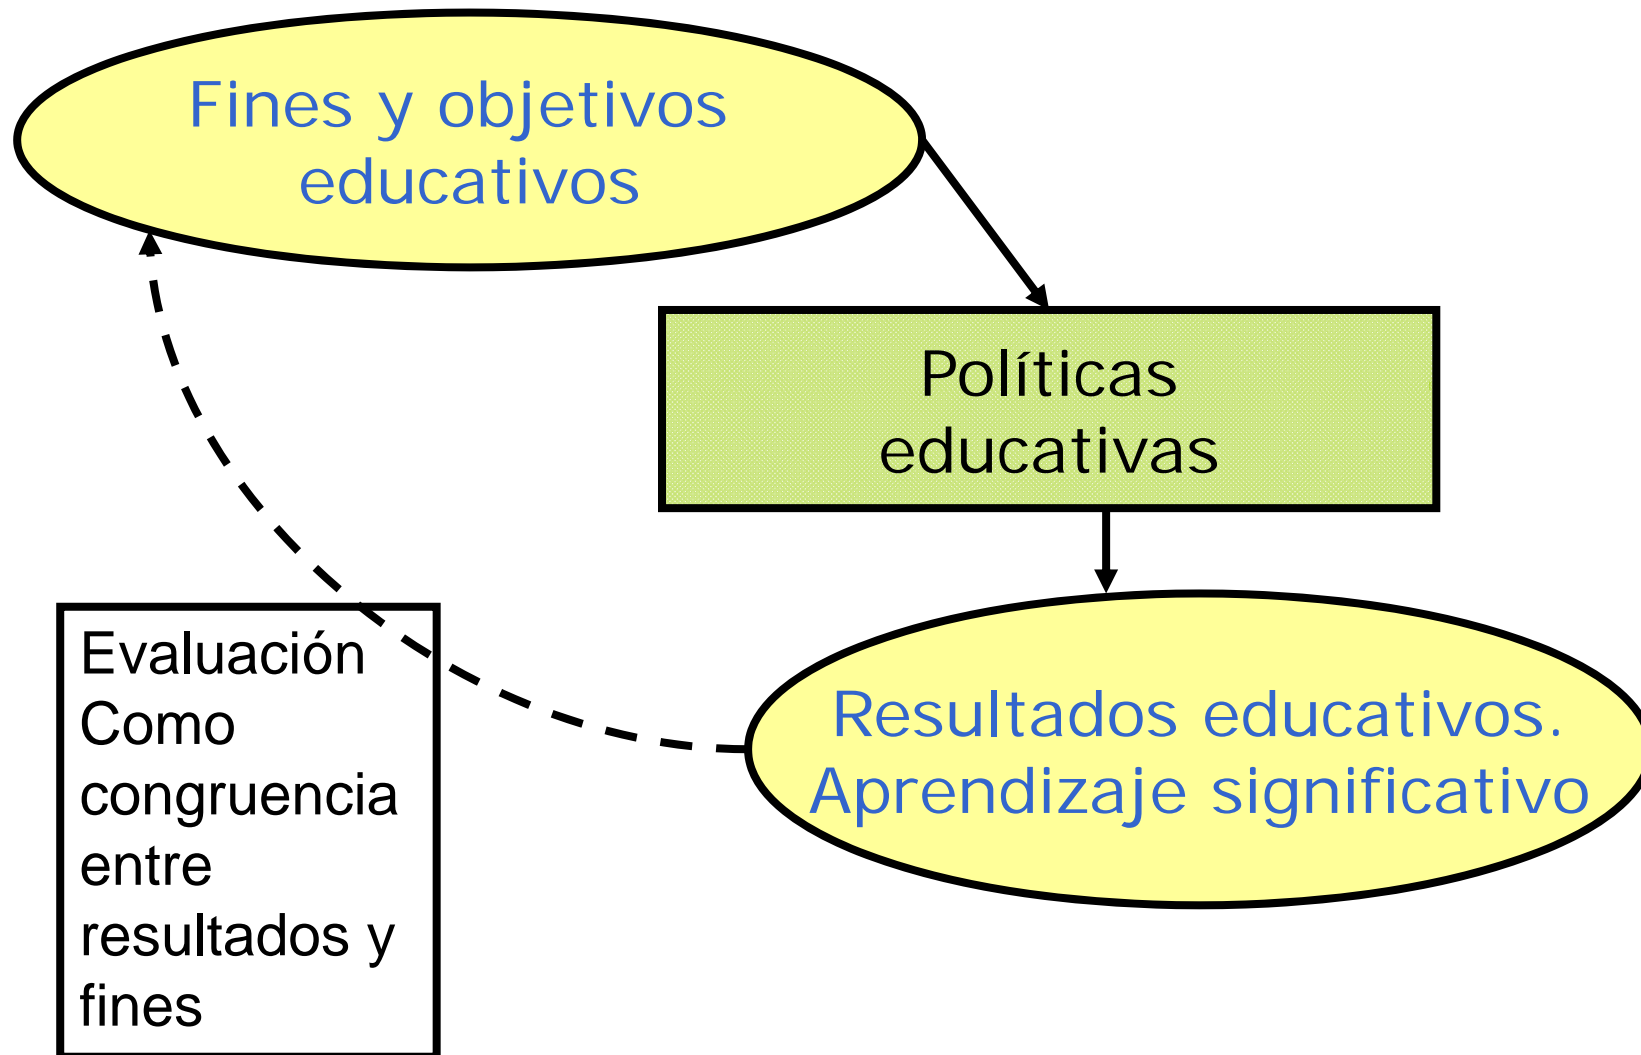 Fines y objetivos
educativos
Políticas
educativas
Evaluación
Como
congruencia
entre
resultados y
fines
Resultados educativos.
Aprendizaje significativo